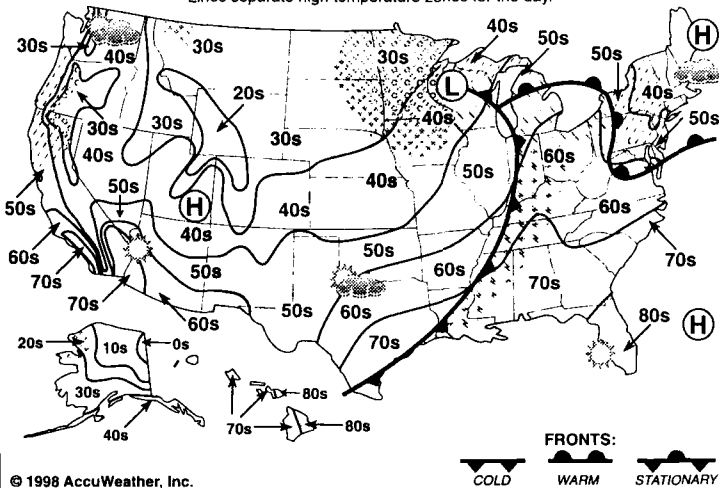 Lines separate high temperature zones for the day.
30s
40s
30s
30s
40s
50s
50s
H
20s
L
40s
40s
30s
30s
30s
50s
40s
60s
50s
40s
50s
H
40s
40s
60s
50s
60s
70s
50s
50s
60s
70s
70s
60s
50s
60s
70s
80s
H
20s
10s
0s
70s
30s
80s
40s
70s
80s
FRONTS:
COLD WARM STATIONARY
© 1998 AccuWeather, Inc.